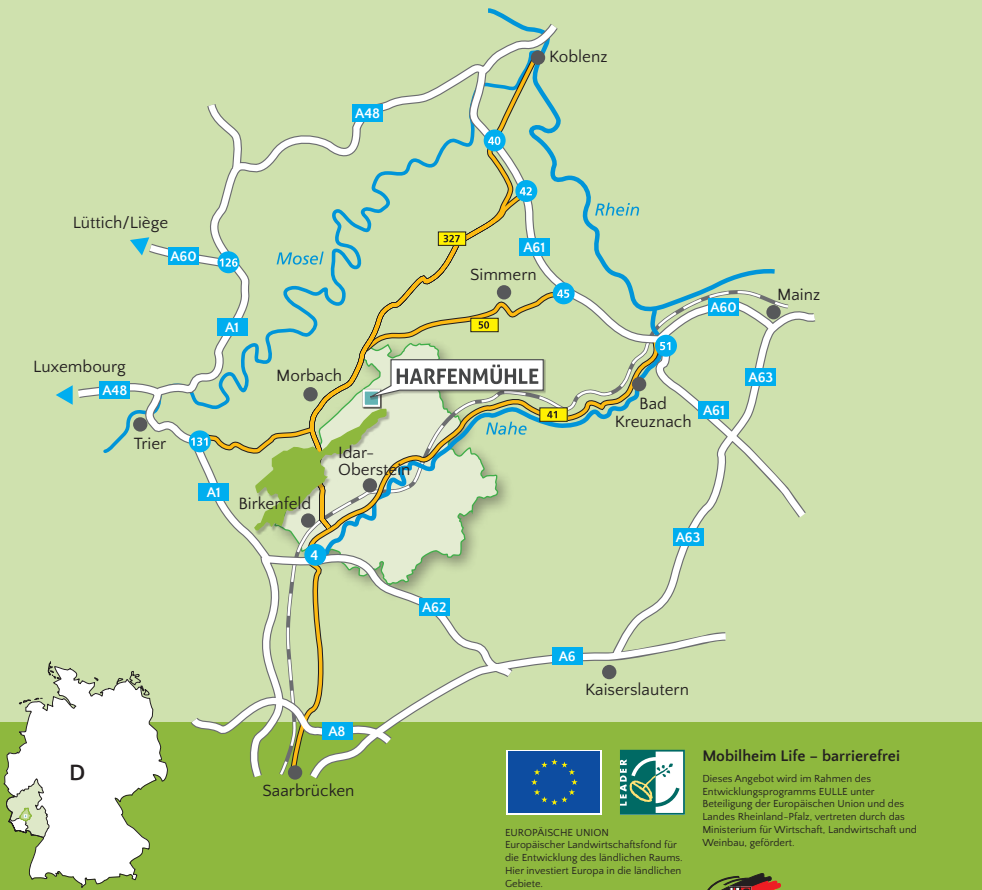 Koblenz
A48
40
42
Lüttich/Liège
A60
126
Mosel
327
Rhein
A61
Simmern
45
50
A1
A60
Mainz
51
Luxembourg
A48
Morbach
HARFENMÜHLE
A63
Trier
131
Nahe
41
Bad
Kreuznach
A61
Idar-
Oberstein
A1
Birkenfeld
4
A63
A62
A6
Kaiserslautern
A8
Saarbrücken
D
LEADER
Mobilheim Life – barrierefrei
Dieses Angebot wird im Rahmen des
Entwicklungsprogramms EULLE unter
Beteiligung der Europäischen Union und des
Landes Rheinland-Pfalz, vertreten durch das
Ministerium für Wirtschaft, Landwirtschaft und
Weinbau, gefördert.
EUROPÄISCHE UNION
Europäischer Landwirtschaftsfond für
die Entwicklung des ländlichen Raums.
Hier investiert Europa in die ländlichen
Gebiete.